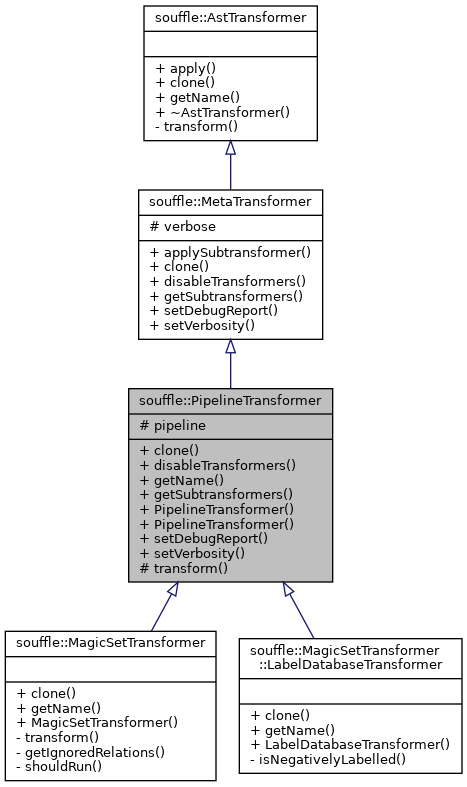 souffle::AstTransformer
+ apply()
+ clone()
+ getName()
+ ~AstTransformer()
- transform()
souffle::MetaTransformer
# verbose
+ applySubtransformer()
+ clone()
+ disableTransformers()
+ getSubtransformers()
+ setDebugReport()
+ setVerbosity()
souffle::PipelineTransformer
# pipeline
+ clone()
+ disableTransformers()
+ getName()
+ getSubtransformers()
+ PipelineTransformer()
+ PipelineTransformer()
+ setDebugReport()
+ setVerbosity()
# transform()
souffle::MagicSetTransformer
+ clone()
+ getName()
+ MagicSetTransformer()
- transform()
- getIgnoredRelations()
- shouldRun()
souffle::MagicSetTransformer
::LabelDatabaseTransformer
+ clone()
+ getName()
+ LabelDatabaseTransformer()
- isNegativelyLabelled()